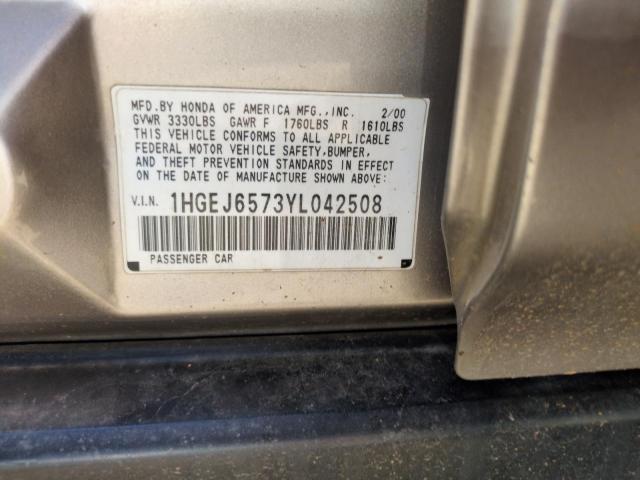 MFD.BY HONDA OF AMERICA MFG.,INC. 2/00
GVWR 3330LBS GAWR F 1760LBS R 1610LBS
THIS VEHICLE CONFORMS TO ALL APPLICABLE
FEDERAL MOTOR VEHICLE SAFETY,BUMPER,
AND THEFT PREVENTION STANDARDS IN EFFECT
ON THE DATE OF MANUFACTURE SHOWN ABOVE:
V.I.N. 1HGEJ6573YL042508
PASSENGER CAR